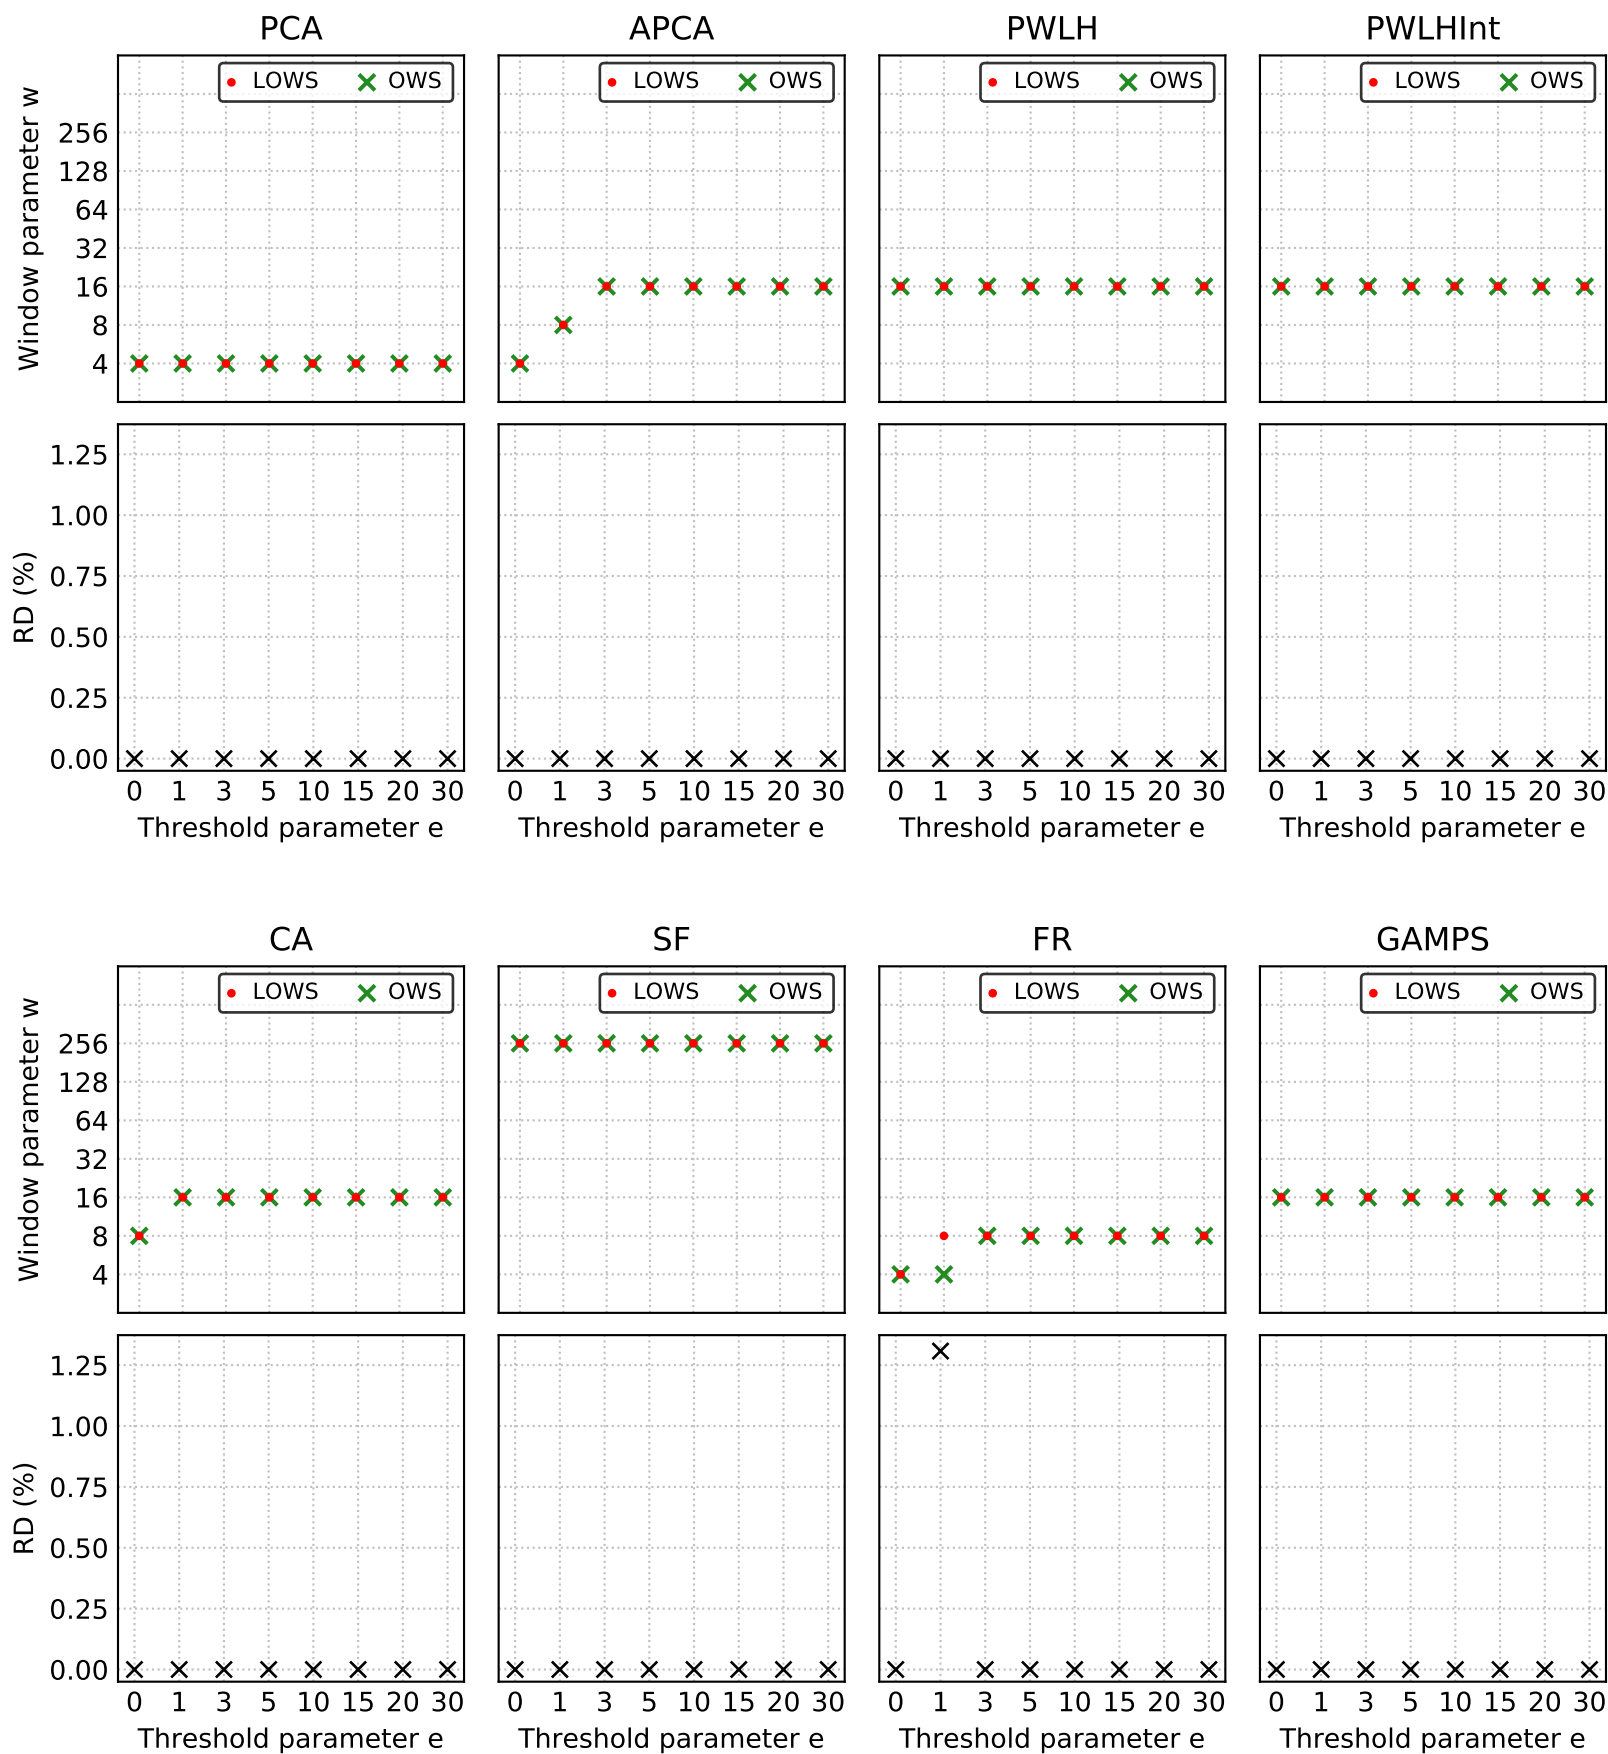 PCA APCA PWLH PWLHInt
LOWS OWS LOWS OWS LOWS OWS LOWS OWS
Window parameter w
256
128
64
32
16
8
4
RD (%)
1.25
1.00
0.75
0.50
0.25
0.00
0 1 3 5 10 15 20 30 0 1 3 5 10 15 20 30 0 1 3 5 10 15 20 30 0 1 3 5 10 15 20 30
Threshold parameter e Threshold parameter e Threshold parameter e Threshold parameter e
CA SF FR GAMPS
LOWS OWS LOWS OWS LOWS OWS LOWS OWS
Window parameter w
256
128
64
32
16
8
4
RD (%)
1.25
1.00
0.75
0.50
0.25
0.00
0 1 3 5 10 15 20 30 0 1 3 5 10 15 20 30 0 1 3 5 10 15 20 30 0 1 3 5 10 15 20 30
Threshold parameter e Threshold parameter e Threshold parameter e Threshold parameter e